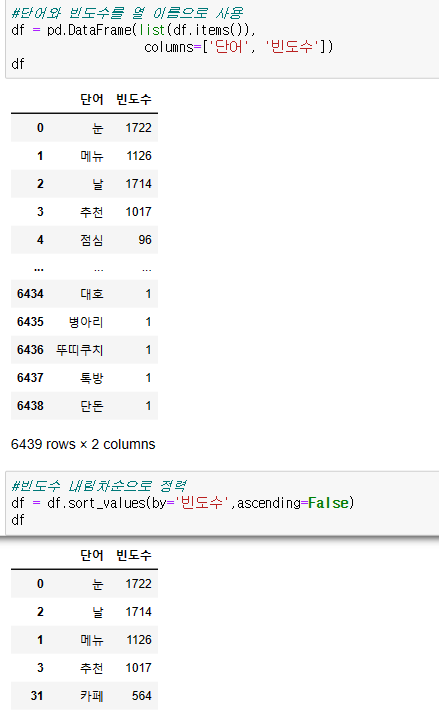 #단어와 빈도수를 열 이름으로 사용
df = pd.DataFrame(list(df.items()),
columns=['단어', '빈도수'])
df
단어 빈도수
0 눈 1722
1 메뉴 1126
2 날 1714
3 추천 1017
4 점심 96
... ... ...
6434 대호 1
6435 병아리 1
6436 뚜띠쿠치 1
6437 톡방 1
6438 단돈 1
6439 rows × 2 columns
#빈도수 내림차순으로 정력
df = df.sort_values(by='빈도수',ascending=False)
df
단어 빈도수
0 눈 1722
2 날 1714
1 메뉴 1126
3 추천 1017
31 카페 564